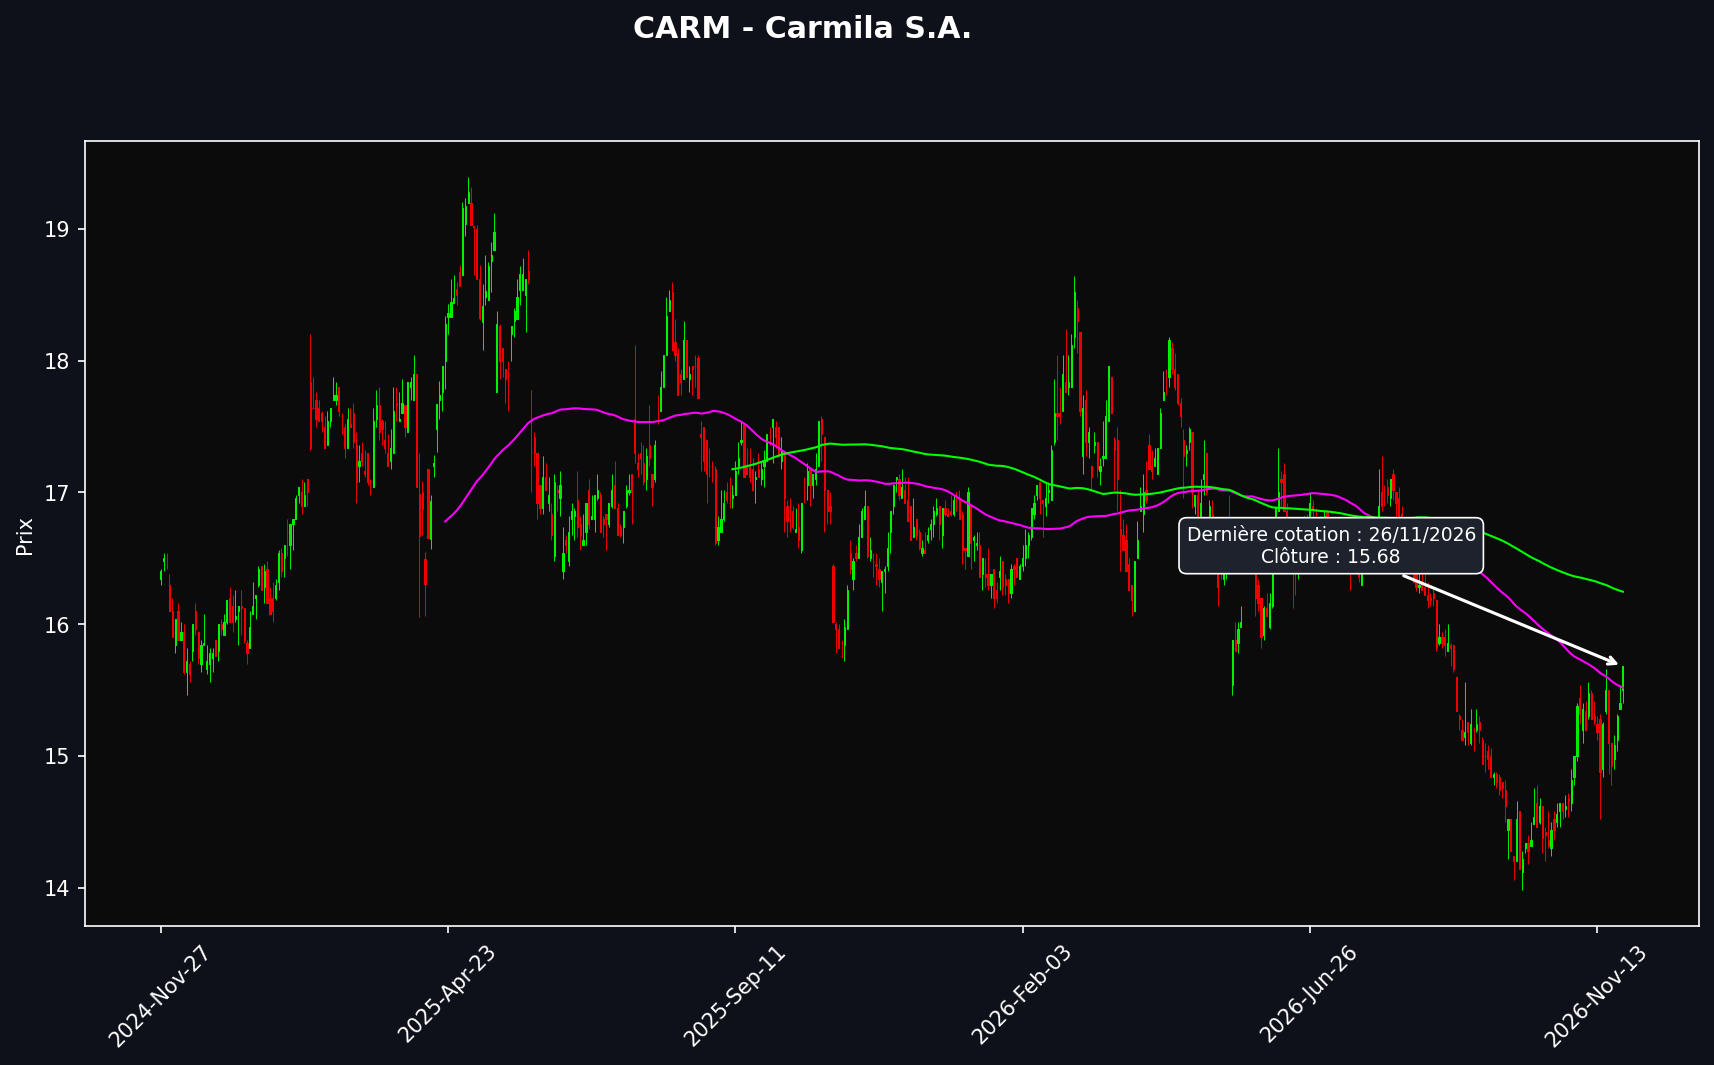 CARM - Carmila S.A.
19
18
17
16
15
14
Prix
Dernière cotation : 26/11/2026
Clôture : 15.68
2024-Nov-27
2025-Apr-23
2025-Sep-11
2026-Feb-03
2026-Jun-26
2026-Nov-13